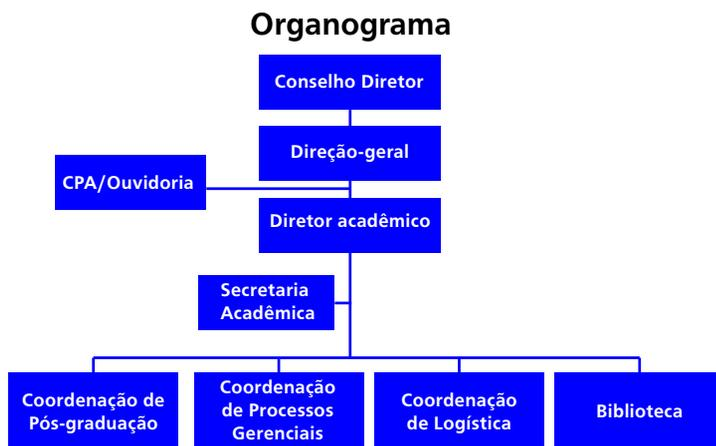 Organograma
Conselho Diretor
Direção-geral
CPA/Ouvidoria
Diretor acadêmico
Secretaria
Acadêmica
Coordenação de
Pós-graduação
Coordenação
de Processos
Gerenciais
Coordenação
de Logística
Biblioteca